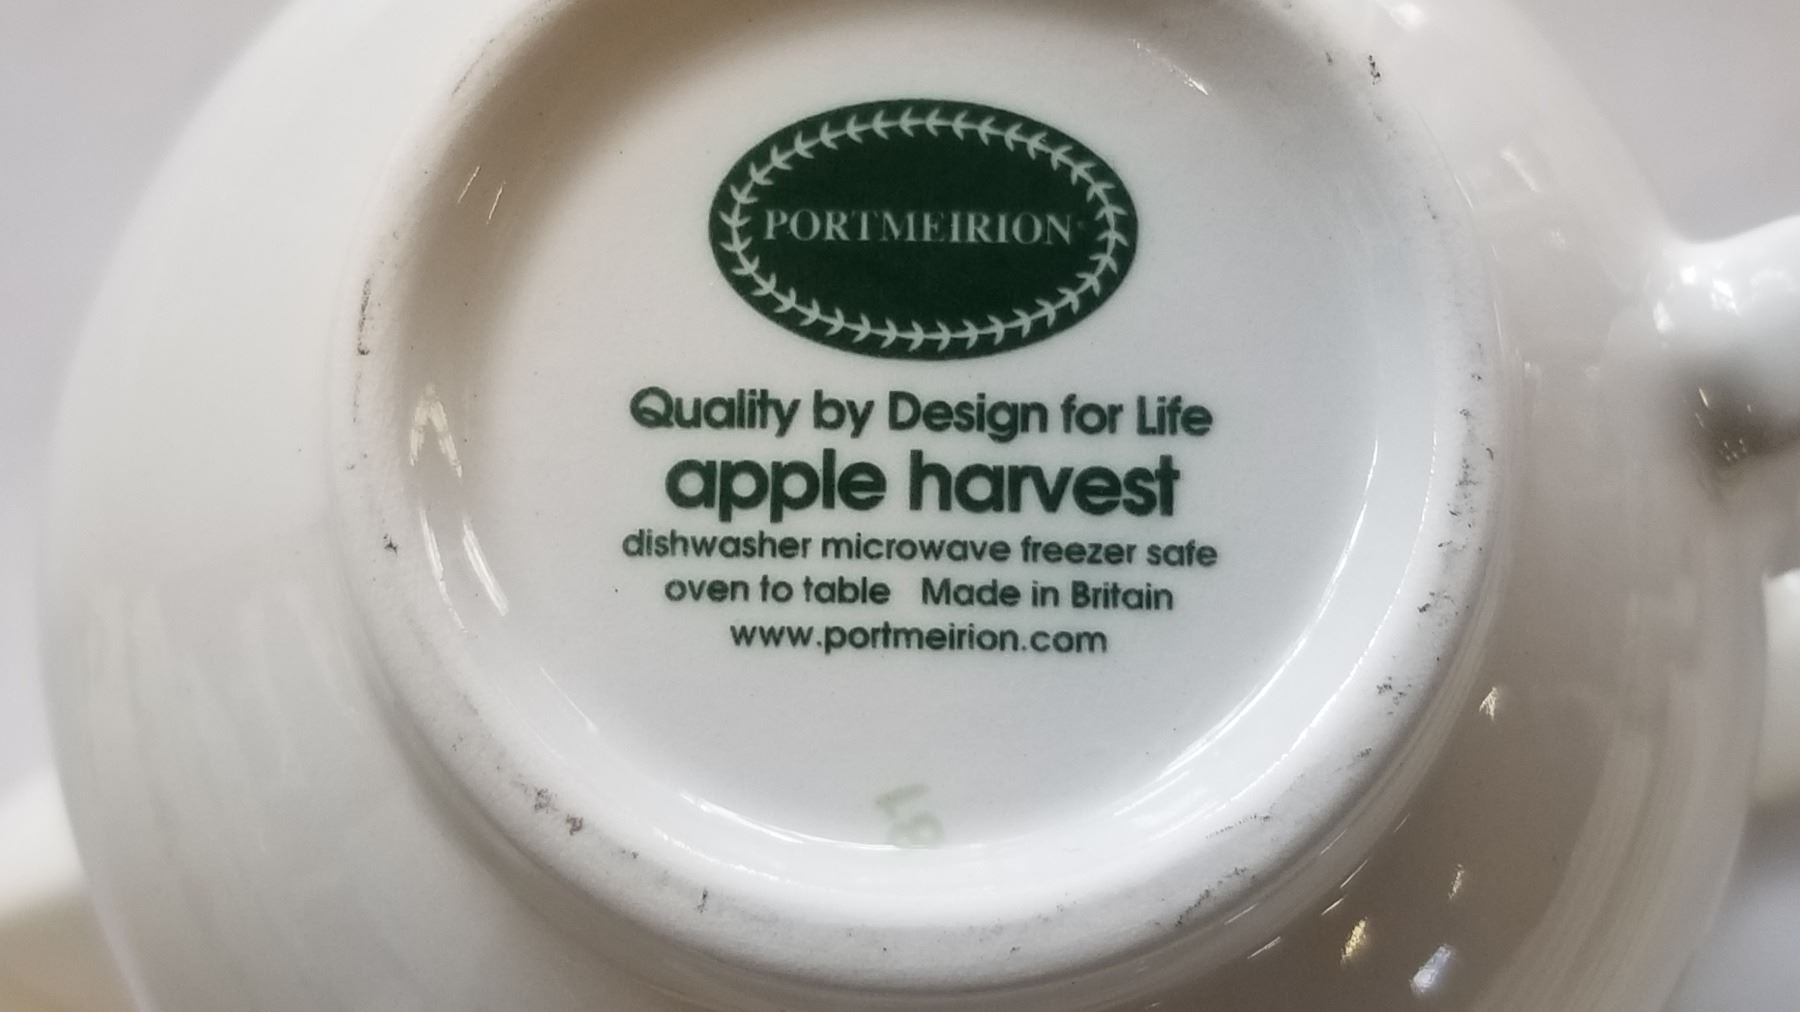 PORTMEIRION®
Quality by Design for Life
apple harvest
dishwasher microwave freezer safe
oven to table Made in Britain
www.portmeirion.com